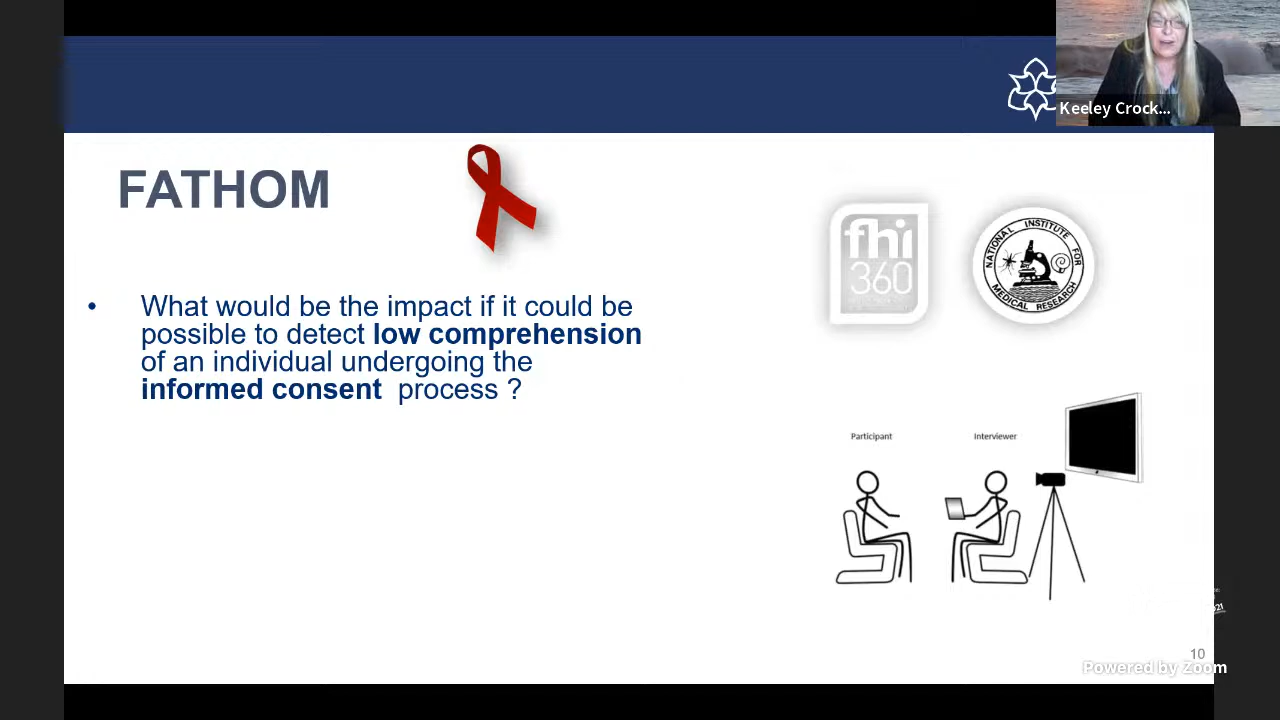 Keeley Crock...
FATHOM
fhi
360
NATIONAL INSTITUTE FOR
MEDICAL RESEARCH
• What would be the impact if it could be
possible to detect low comprehension
of an individual undergoing the
informed consent process ?
Participant
Interviewer
10
Powered by Zoom